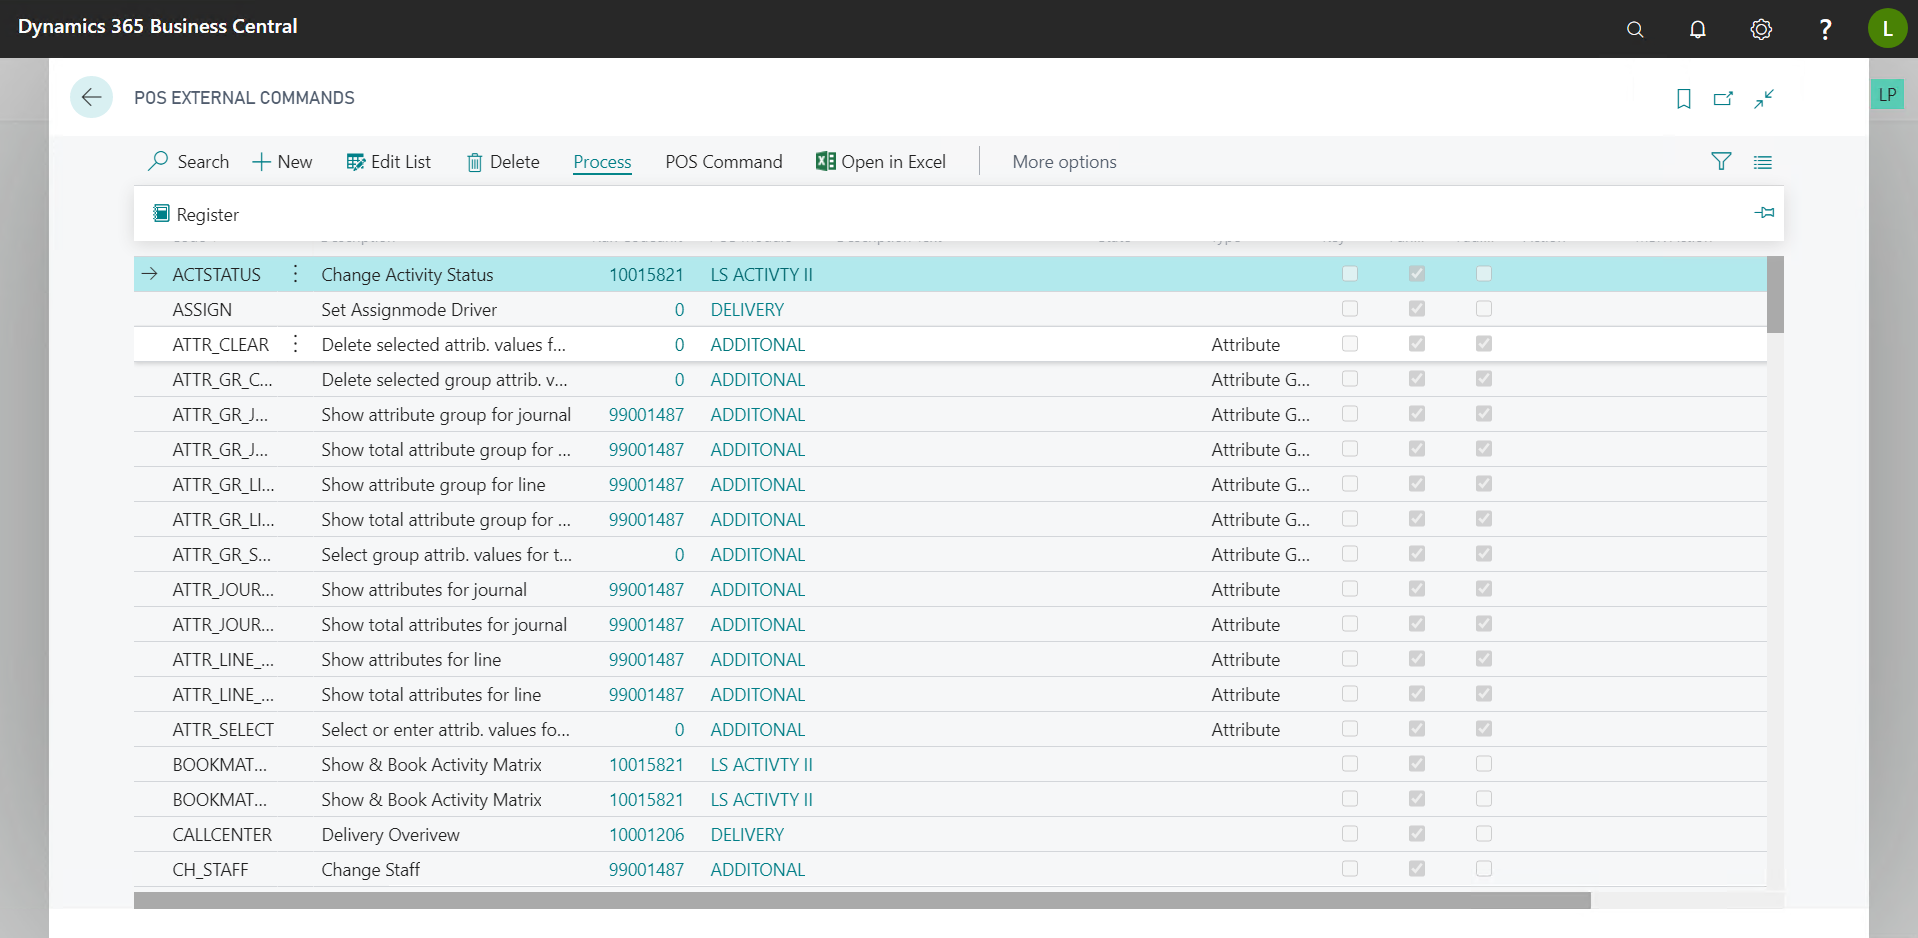 Dynamics 365 Business Central
? L
POS EXTERNAL COMMANDS
LP
Search New Edit List Delete Process POS Command Open in Excel More options
Register
ACTSTATUS Change Activity Status 10015821 LS ACTIVTY II
ASSIGN Set Assignmode Driver 0 DELIVERY
ATTR_CLEAR Delete selected attrib. values f... 0 ADDITONAL Attribute
ATTR_GR_C... Delete selected group attrib. v... 0 ADDITONAL Attribute G...
ATTR_GR_J... Show attribute group for journal 99001487 ADDITONAL Attribute G...
ATTR_GR_J... Show total attribute group for ... 99001487 ADDITONAL Attribute G...
ATTR_GR_LI... Show attribute group for line 99001487 ADDITONAL Attribute G...
ATTR_GR_LI... Show total attribute group for ... 99001487 ADDITONAL Attribute G...
ATTR_GR_S... Select group attrib. values for t... 0 ADDITONAL Attribute G...
ATTR_JOUR... Show attributes for journal 99001487 ADDITONAL Attribute
ATTR_JOUR... Show total attributes for journal 99001487 ADDITONAL Attribute
ATTR_LINE_... Show attributes for line 99001487 ADDITONAL Attribute
ATTR_LINE_... Show total attributes for line 99001487 ADDITONAL Attribute
ATTR_SELECT Select or enter attrib. values fo... 0 ADDITONAL Attribute
BOOKMAT... Show & Book Activity Matrix 10015821 LS ACTIVTY II
BOOKMAT... Show & Book Activity Matrix 10015821 LS ACTIVTY II
CALLCENTER Delivery Overivew 10001206 DELIVERY
CH_STAFF Change Staff 99001487 ADDITONAL